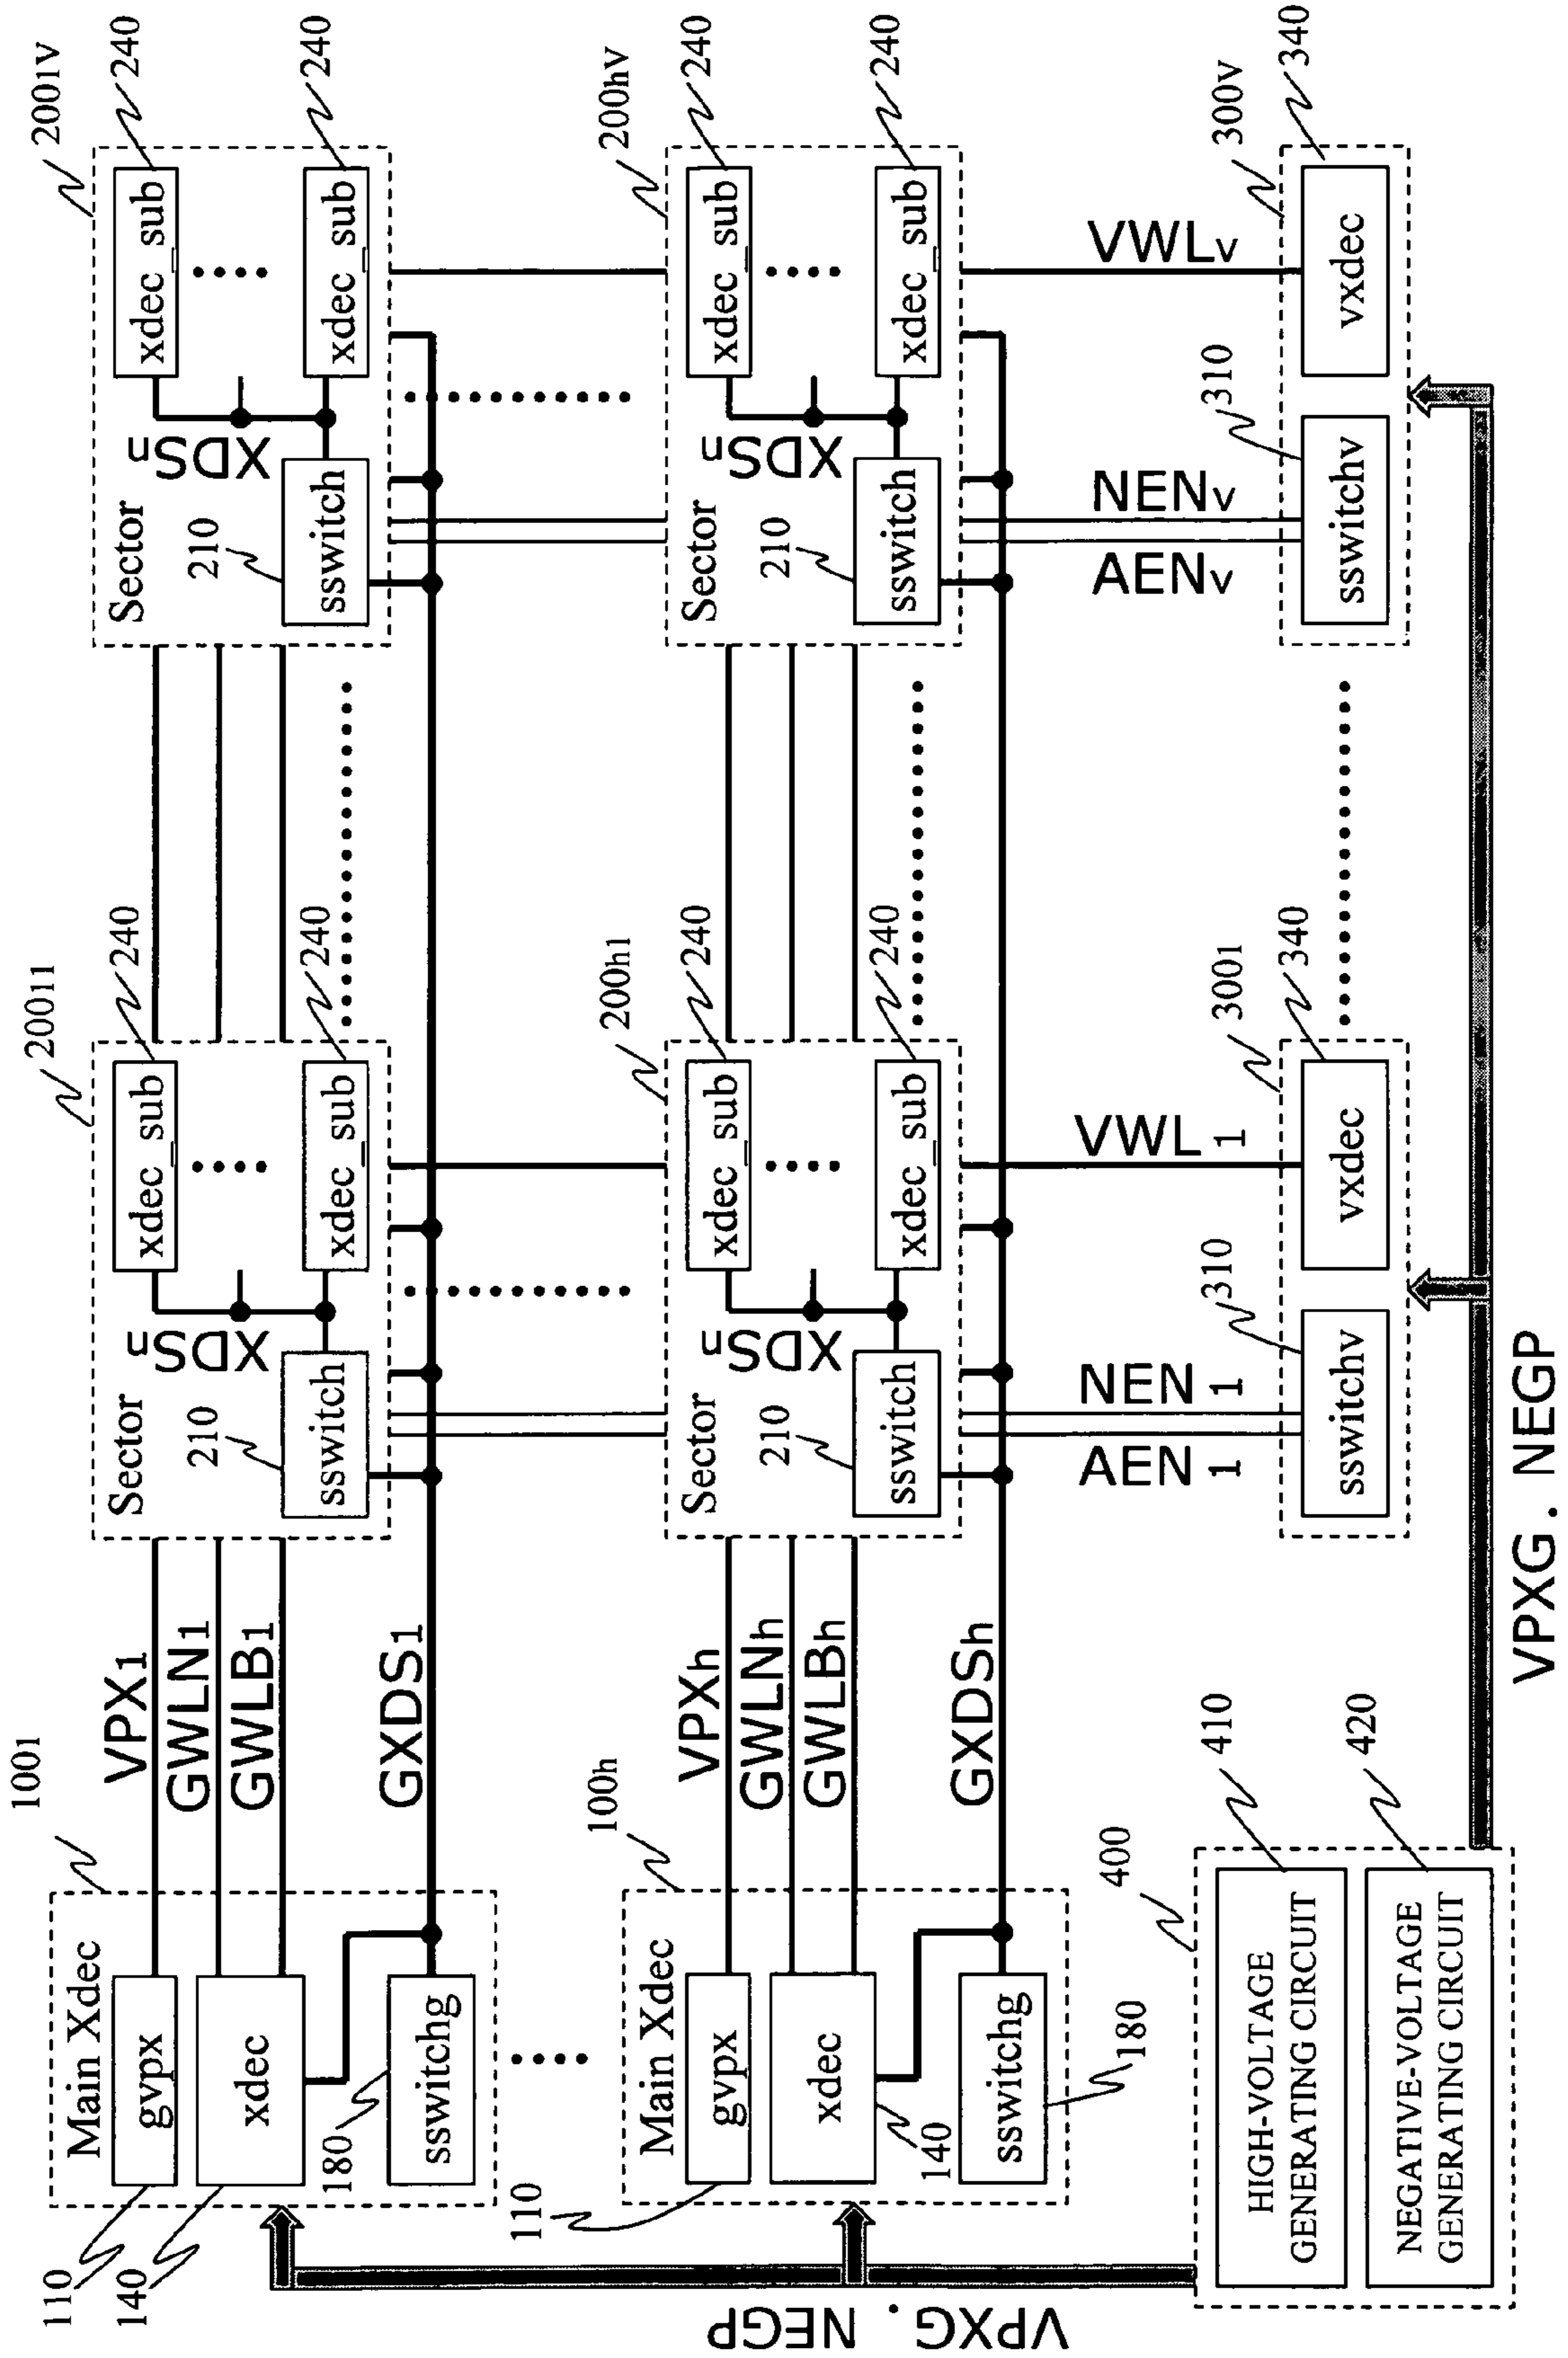 100₁
200₁₁
200₁ᵥ
110
140
Main Xdec
gvpx
xdec
180
sswitchg
VPX₁
GWLN₁
GWLB₁
GXDS₁
Sector
210
sswitch
XDSn
xdec_sub
240
xdec_sub
240
Sector
210
sswitch
XDSn
xdec_sub
240
xdec_sub
240
100h
200h1
200hv
110
Main Xdec
gvpx
xdec
140
sswitchg
180
VPXh
GWLNh
GWLBh
GXDSh
Sector
210
sswitch
XDSn
xdec_sub
240
xdec_sub
240
Sector
210
sswitch
XDSn
xdec_sub
240
xdec_sub
240
VPXG . NEGP
AEN 1
NEN 1
VWL 1
AENv
NENv
VWLv
400
HIGH-VOLTAGE
GENERATING CIRCUIT
410
NEGATIVE-VOLTAGE
GENERATING CIRCUIT
420
300₁
sswitchv
310
vxdec
340
300v
sswitchv
310
vxdec
340
VPXG . NEGP